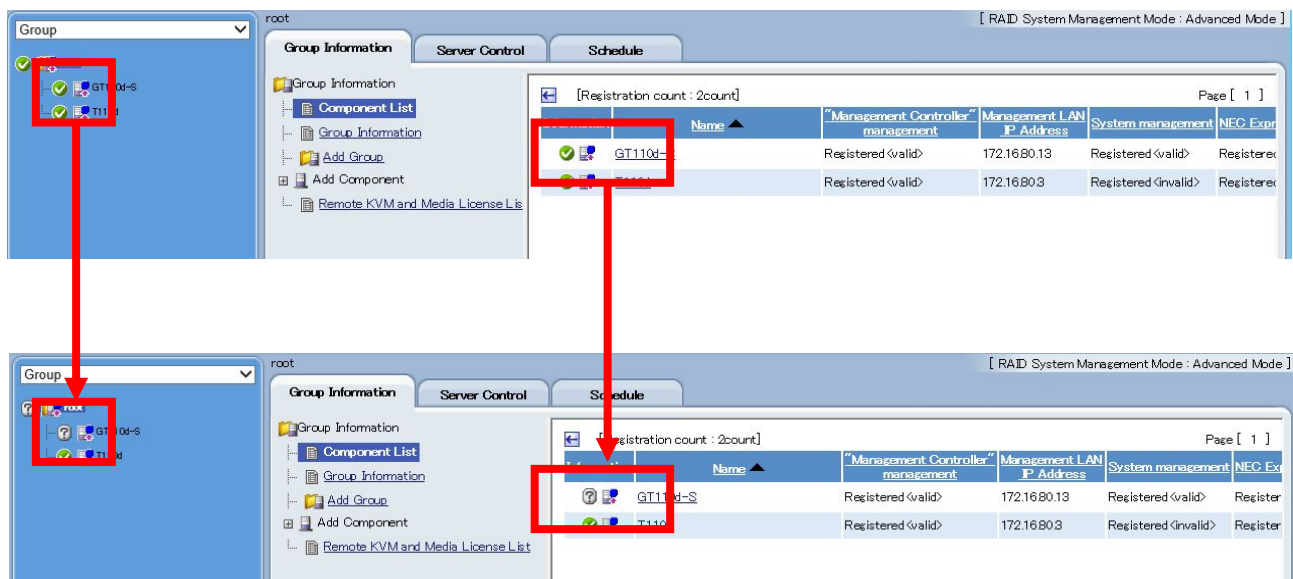 root
[ RAID System Management Mode : Advanced Mode ]
Group
Group Information
Server Control
Schedule
GT110d-S
Group Information
Component List
Group Information
Add Group
Add Component
Remote KVM and Media License Lis
[Registration count : 2count]
Page [ 1 ]
Name ▲
"Management Controller" management
Management LAN IP Address
System management
NEC Expr
GT110d-S
Registered <valid>
172.16.80.13
Registered <valid>
Registered
Registered <valid>
172.16.80.3
Registered <invalid>
Registered
root
[ RAID System Management Mode : Advanced Mode ]
Group
Group Information
Server Control
Schedule
root
GT110d-S
Group Information
Component List
Group Information
Add Group
Add Component
Remote KVM and Media License List
[Registration count : 2count]
Page [ 1 ]
Name ▲
"Management Controller" management
Management LAN IP Address
System management
NEC Ex
GT110d-S
Registered <valid>
172.16.80.13
Registered <valid>
Register
Registered <valid>
172.16.80.3
Registered <invalid>
Register